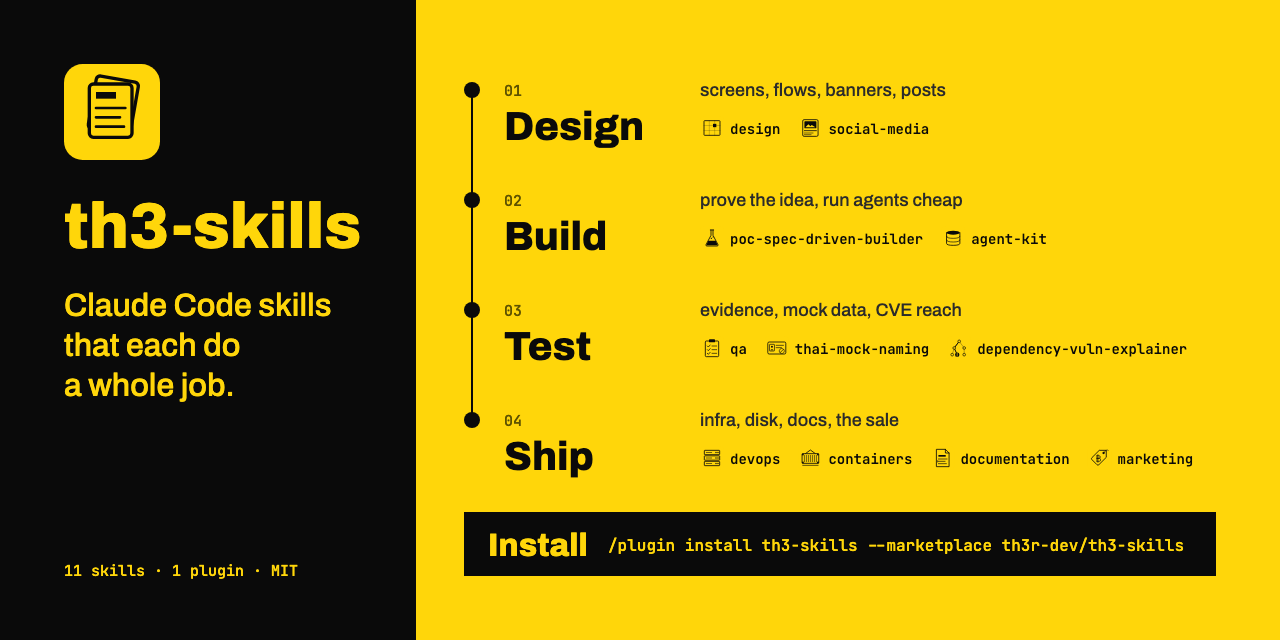 th3-skills
Claude Code skills
that each do
a whole job.
11 skills · 1 plugin · MIT
01
Design
screens, flows, banners, posts
design social-media
02
Build
prove the idea, run agents cheap
poc-spec-driven-builder agent-kit
03
Test
evidence, mock data, CVE reach
qa thai-mock-naming dependency-vuln-explainer
04
Ship
infra, disk, docs, the sale
devops containers documentation marketing
Install /plugin install th3-skills --marketplace th3r-dev/th3-skills